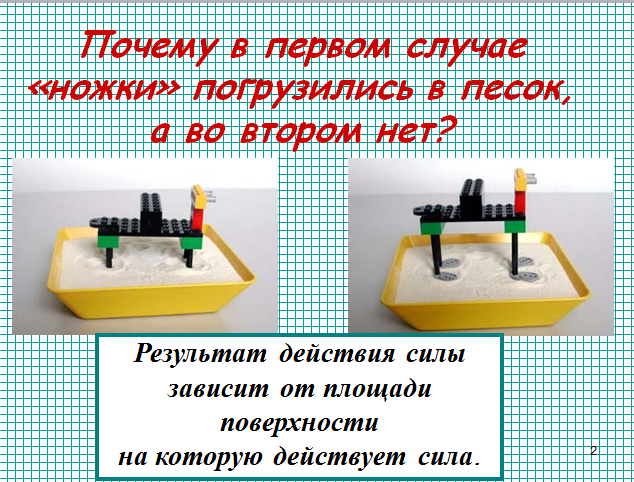 Почему в первом случае
«ножки» погрузились в песок,
а во втором нет?
Результат действия силы
зависит от площади
поверхности
на которую действует сила.
2